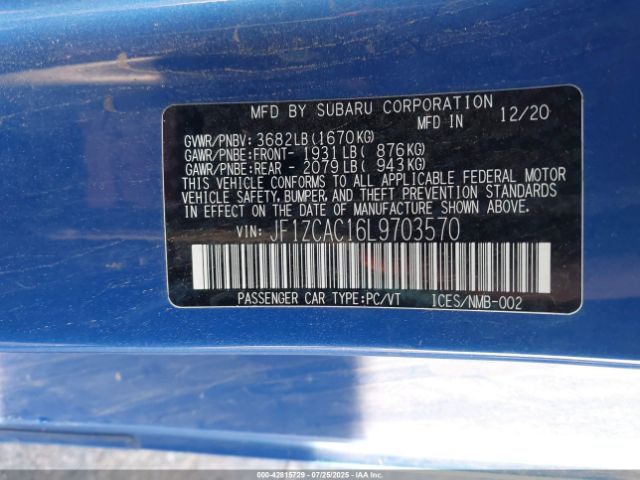 MFD BY SUBARU CORPORATION
MFD IN 12/20
GVWR/PNBV: 3682LB(1670KG)
GAWR/PNBE:FRONT- 1931LB( 876KG)
GAWR/PNBE:REAR - 2079LB( 943KG)
THIS VEHICLE CONFORMS TO ALL APPLICABLE FEDERAL MOTOR
VEHICLE SAFETY, BUMPER, AND THEFT PREVENTION
STANDARDS IN EFFECT ON THE DATE OF MANUFACTURE SHOWN ABOVE.
VIN: JF1ZCAC16L9703570
PASSENGER CAR TYPE:PC/VT ICES/NMB-002
000-42815729 - 07/25/2025 - WWW.IAAI.COM